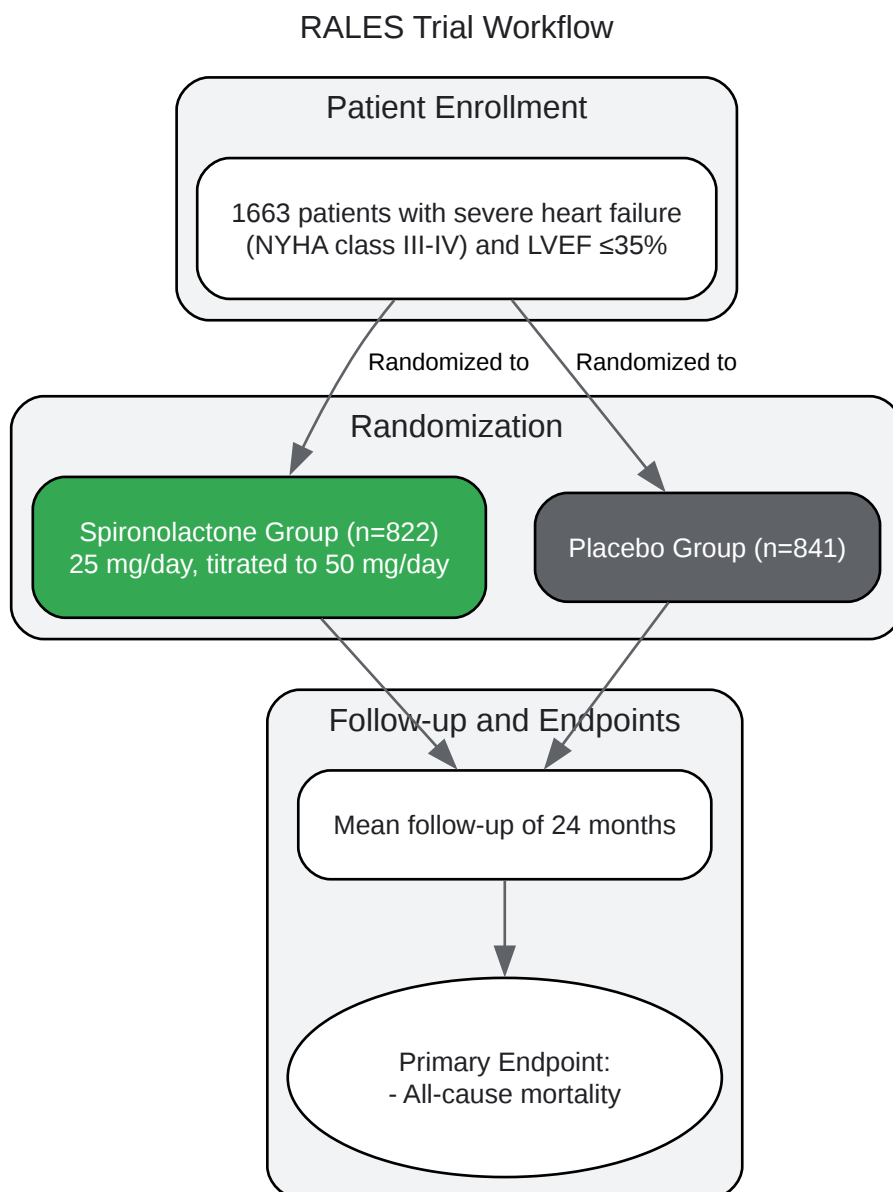 RALES Trial Workflow
Patient Enrollment
1663 patients with severe heart failure
(NYHA class III-IV) and LVEF ≤35%
Randomized to
Randomized to
Randomization
Spironolactone Group (n=822)
25 mg/day, titrated to 50 mg/day
Placebo Group (n=841)
Follow-up and Endpoints
Mean follow-up of 24 months
Primary Endpoint:
- All-cause mortality